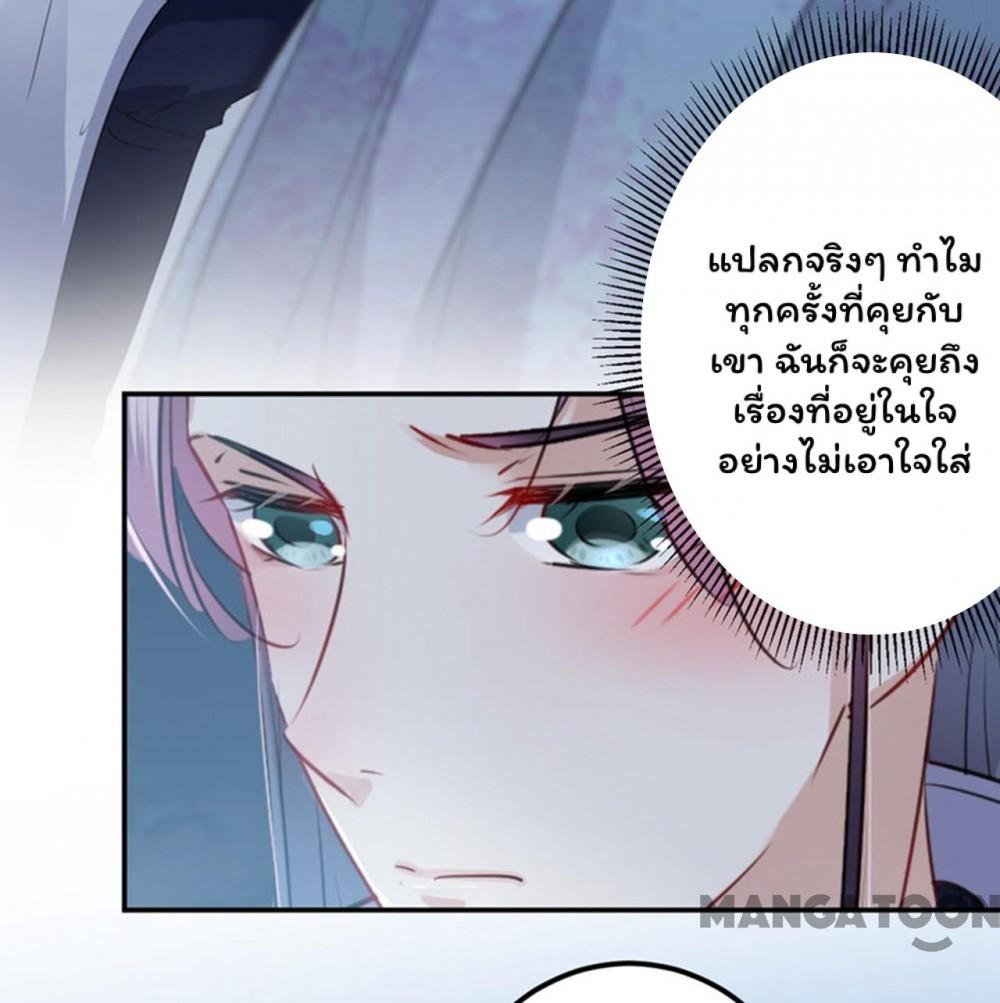 แปลกจริงๆ ทำไม
ทุกครั้งที่คุยกับ
เขา ฉันก็จะคุยถึง
เรื่องที่อยู่ในใจ
อย่างไม่เอาใจใส่
MANGATOON